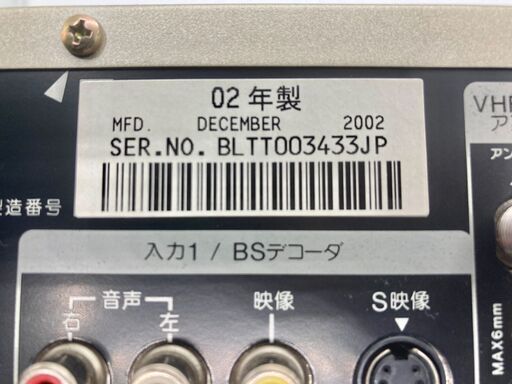 02年製
MFD. DECEMBER 2002
SER.NO. BLTT003433JP
製造番号
入力1 / BSデコーダ
音声
映像
S映像
右
左
VHF
アン
MAX6mm